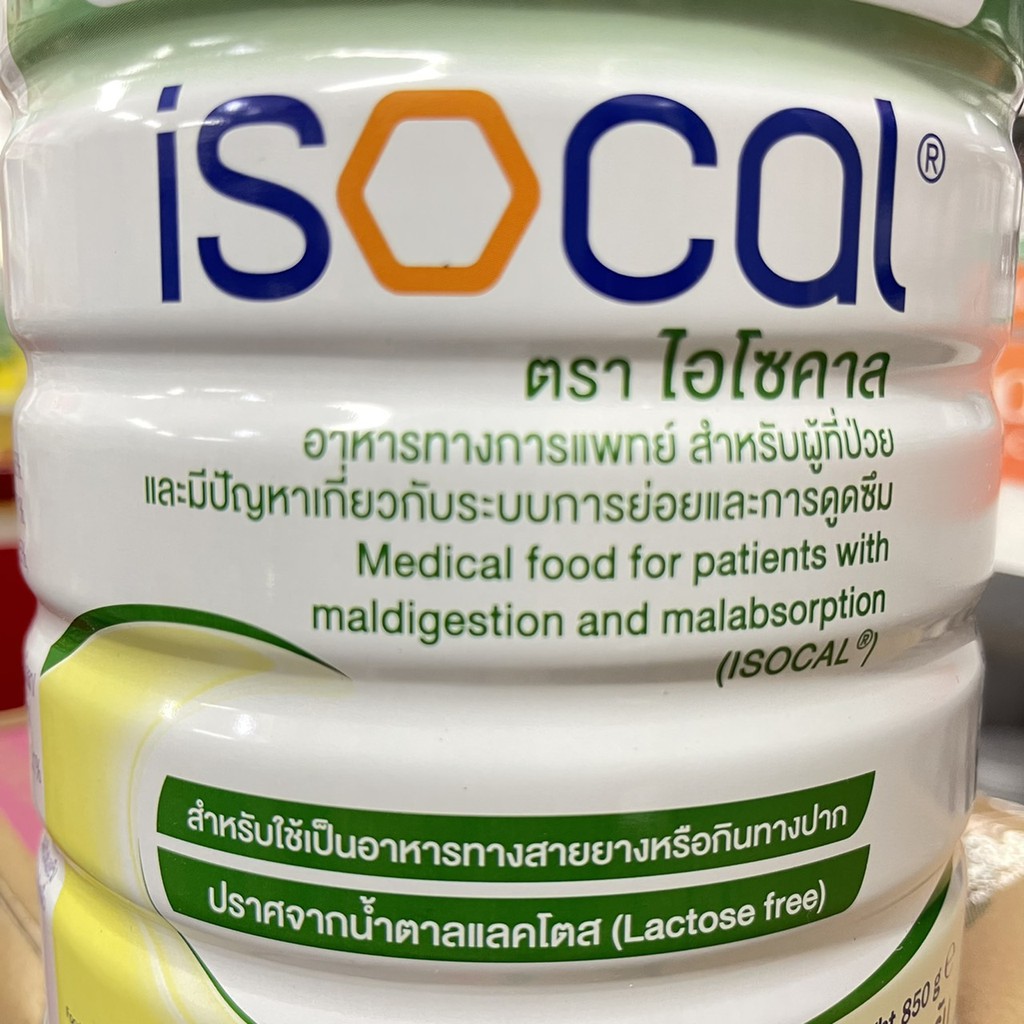 isocal®
ตรา ไอโซคาล
อาหารทางการแพทย์ สำหรับผู้ที่ป่วย
และมีปัญหาเกี่ยวกับระบบการย่อยและการดูดซึม
Medical food for patients with
maldigestion and malabsorption
(ISOCAL®)
สำหรับใช้เป็นอาหารทางสายยางหรือกินทางปาก
ปราศจากน้ำตาลแลคโตส (Lactose free)
850 g e